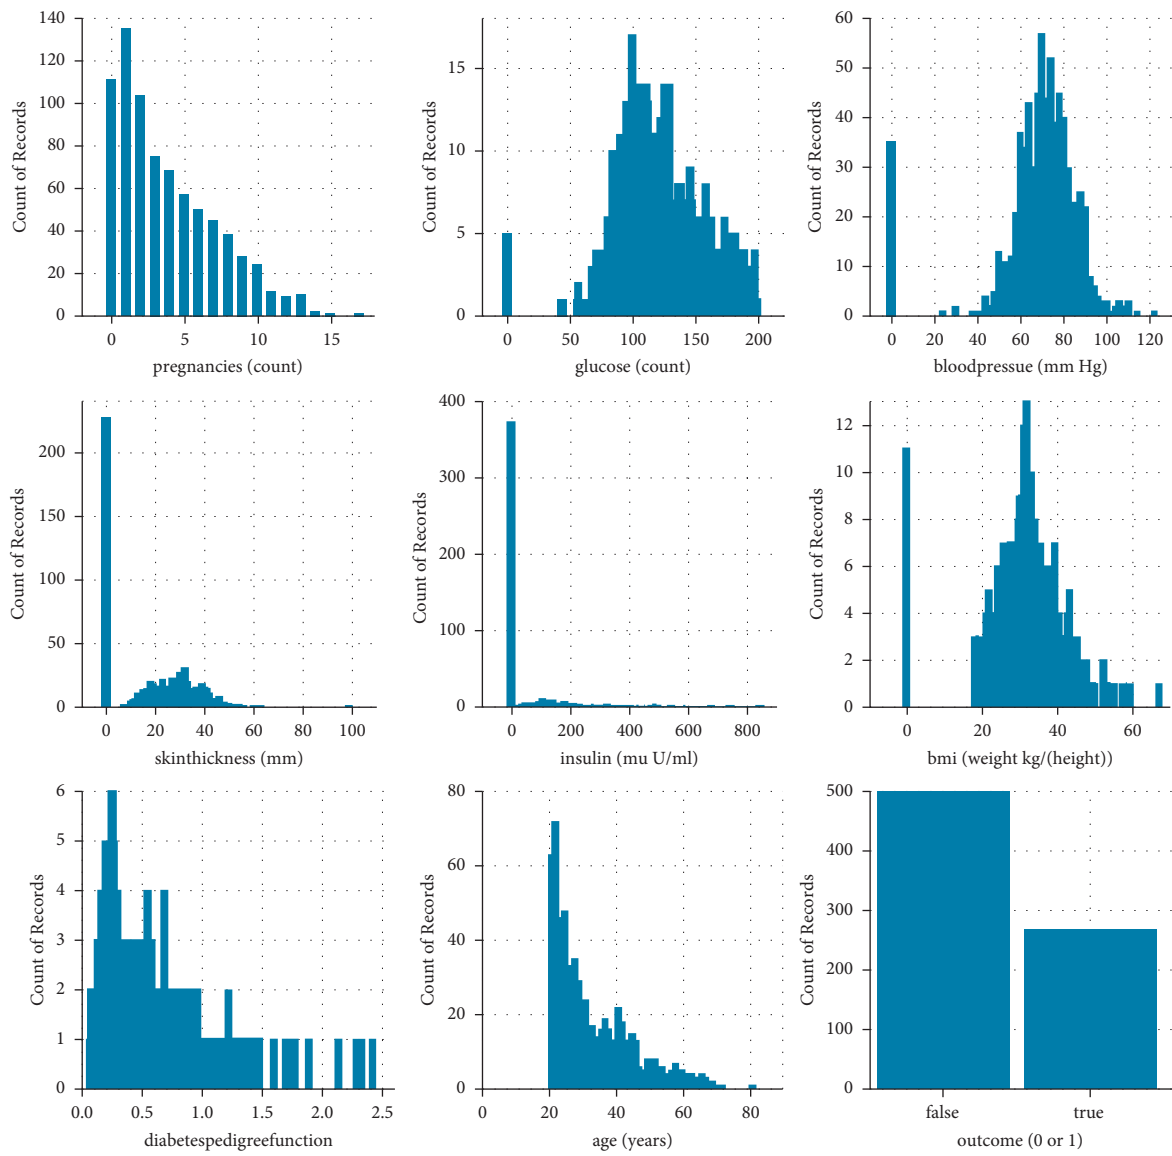 140
120
100
80
60
40
20
0
Count of Records
0 5 10 15
pregnancies (count)
15
10
5
0
Count of Records
0 50 100 150 200
glucose (count)
60
50
40
30
20
10
0
Count of Records
0 20 40 60 80 100 120
bloodpressue (mm Hg)
200
150
100
50
0
Count of Records
0 20 40 60 80 100
skinthickness (mm)
400
300
200
100
0
Count of Records
0 200 400 600 800
insulin (mu U/ml)
12
10
8
6
4
2
0
Count of Records
0 20 40 60
bmi (weight kg/(height))
6
5
4
3
2
1
0
Count of Records
0.0 0.5 1.0 1.5 2.0 2.5
diabetespedigreefunction
80
60
40
20
0
Count of Records
0 20 40 60 80
age (years)
500
400
300
200
100
0
Count of Records
false true
outcome (0 or 1)